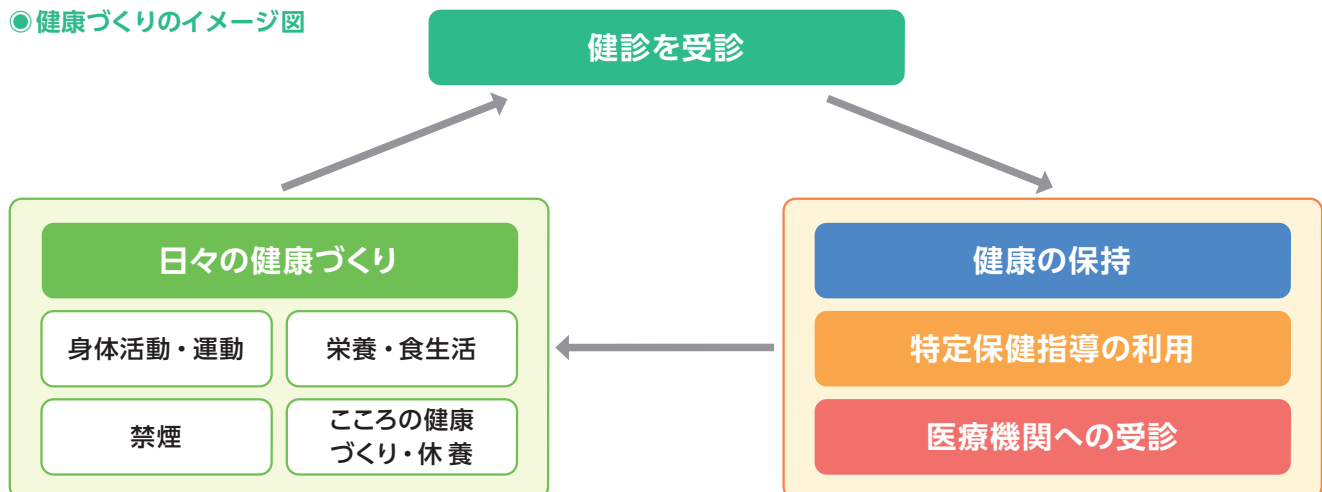 ◉健康づくりのイメージ図
健診を受診
日々の健康づくり
身体活動・運動
栄養・食生活
禁煙
こころの健康
づくり・休 養
健康の保持
特定保健指導の利用
医療機関への受診